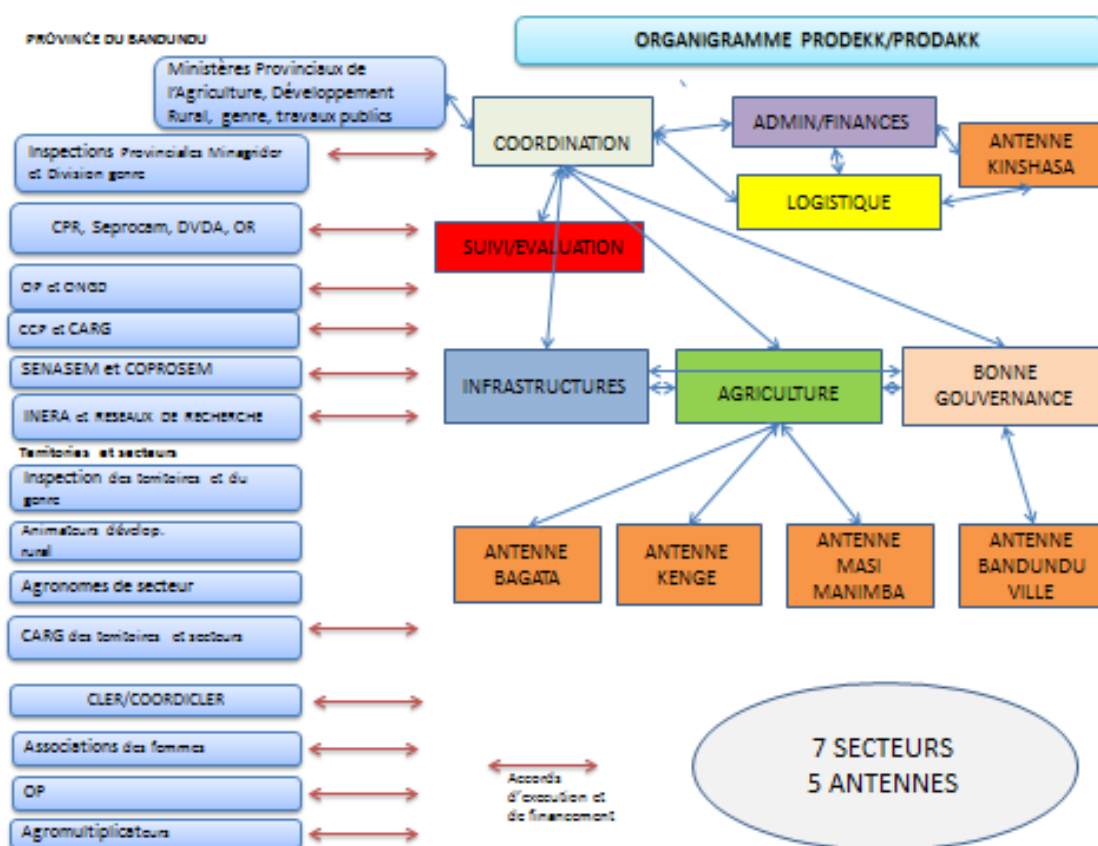 PROVINCE DU BANDUNDU
ORGANIGRAMME PRODEKK/PRODAKK
Ministères Provinciaux de
l'Agriculture, Développement
Rural, genre, travaux publics
Inspections Provinciales Minagrider
et Division genre
CPR, Seprocam, DVDA, OR
OP et ONGD
CCP et CARG
SENASEM et COPROSEM
INERA et RESEAUX DE RECHERCHE
Territories et secteurs
Inspection des territoires et du
genre
Animateurs dévelop.
rural
Agronomes de secteur
CARG des territoires et secteurs
CLER/COORDICLER
Associations des femmes
OP
Agromultiplicateurs
COORDINATION
ADMIN/FINANCES
ANTENNE
KINSHASA
LOGISTIQUE
SUIVI/EVALUATION
INFRASTRUCTURES
AGRICULTURE
BONNE
GOUVERNANCE
ANTENNE
BAGATA
ANTENNE
KENGE
ANTENNE
MASI
MANIMBA
ANTENNE
BANDUNDU
VILLE
Accords
d'execution et
de financement
7 SECTEURS
5 ANTENNES